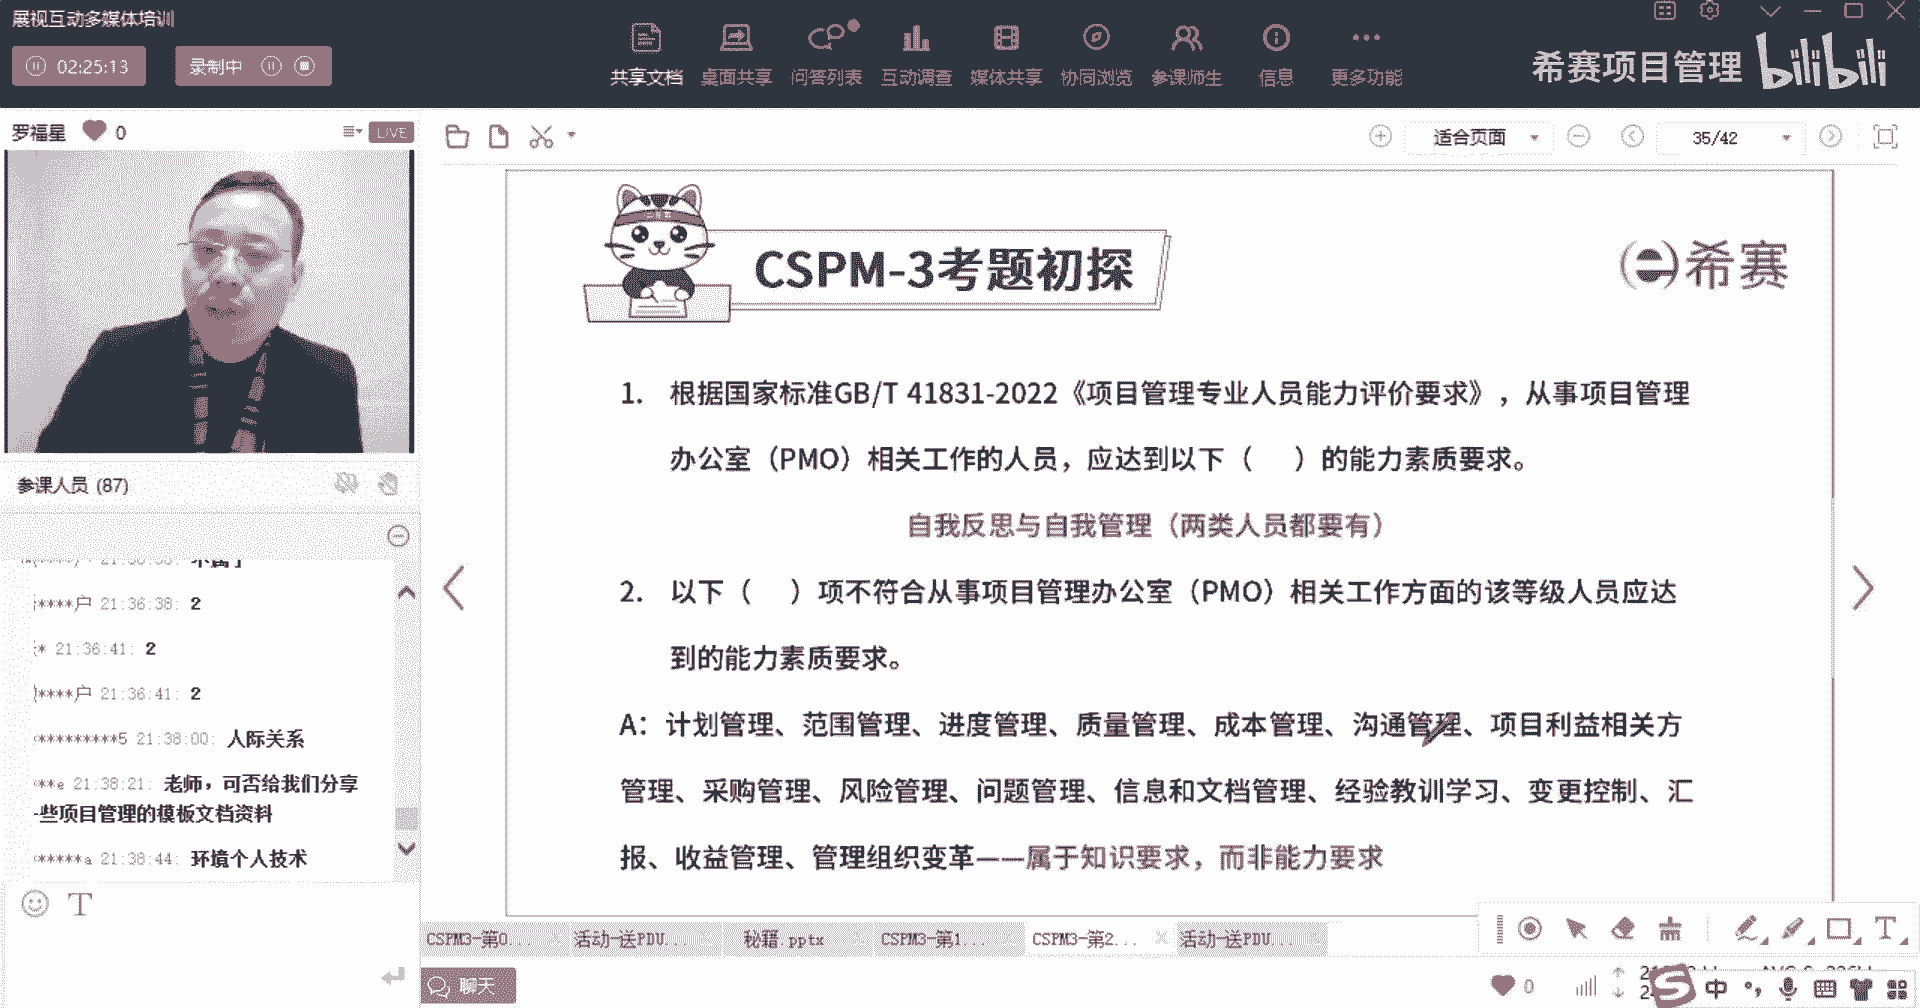 展视互动多媒体培训
02:25:13
录制中
共享文档
桌面共享
问答列表
互动调查
媒体共享
协同浏览
参课师生
信息
更多功能
希赛项目管理
bilibili
罗福星
0
LIVE
适合页面
35/42
参课人员 (87)
****户 21:36:38: 2
* 21:36:41: 2
****户 21:36:41: 2
*********5 21:38:00: 人际关系
**e 21:38:21: 老师，可否给我们分享
一些项目管理的模板文档资料
*****a 21:38:44: 环境个人技术
CSPM-3考题初探
希赛
1. 根据国家标准GB/T 41831-2022《项目管理专业人员能力评价要求》，从事项目管理
办公室（PMO）相关工作的人员，应达到以下（ ）的能力素质要求。
自我反思与自我管理（两类人员都要有）
2. 以下（ ）项不符合从事项目管理办公室（PMO）相关工作方面的该等级人员应达
到的能力素质要求。
A：计划管理、范围管理、进度管理、质量管理、成本管理、沟通管理、项目利益相关方
管理、采购管理、风险管理、问题管理、信息和文档管理、经验教训学习、变更控制、汇
报、收益管理、管理组织变革——属于知识要求，而非能力要求
CSPM3-第0...
活动-送PDU...
秘籍.pptx
CSPM3-第1...
CSPM3-第2...
活动-送PDU...
聊天
0
中